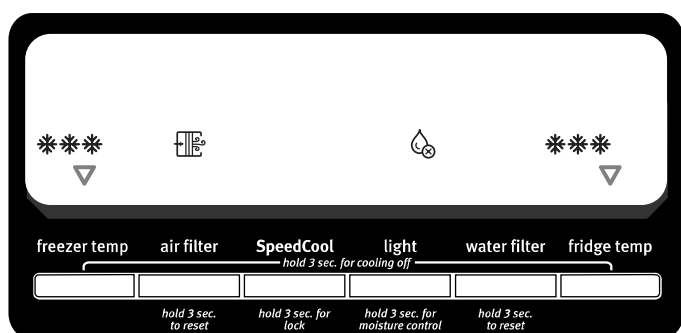 freezer temp air filter SpeedCool light water filter fridge temp
hold 3 sec. for cooling off
hold 3 sec. to reset
hold 3 sec. for lock
hold 3 sec. for moisture control
hold 3 sec. to reset